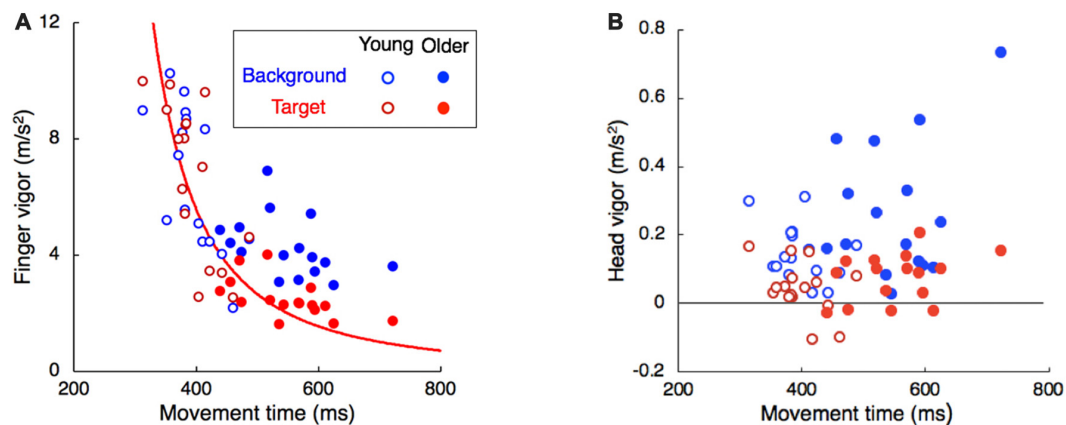 A
Finger vigor (m/s²)
12
8
4
0
200 400 600 800
Movement time (ms)
Young Older
Background
Target
B
Head vigor (m/s²)
0.8
0.6
0.4
0.2
0
-0.2
200 400 600 800
Movement time (ms)